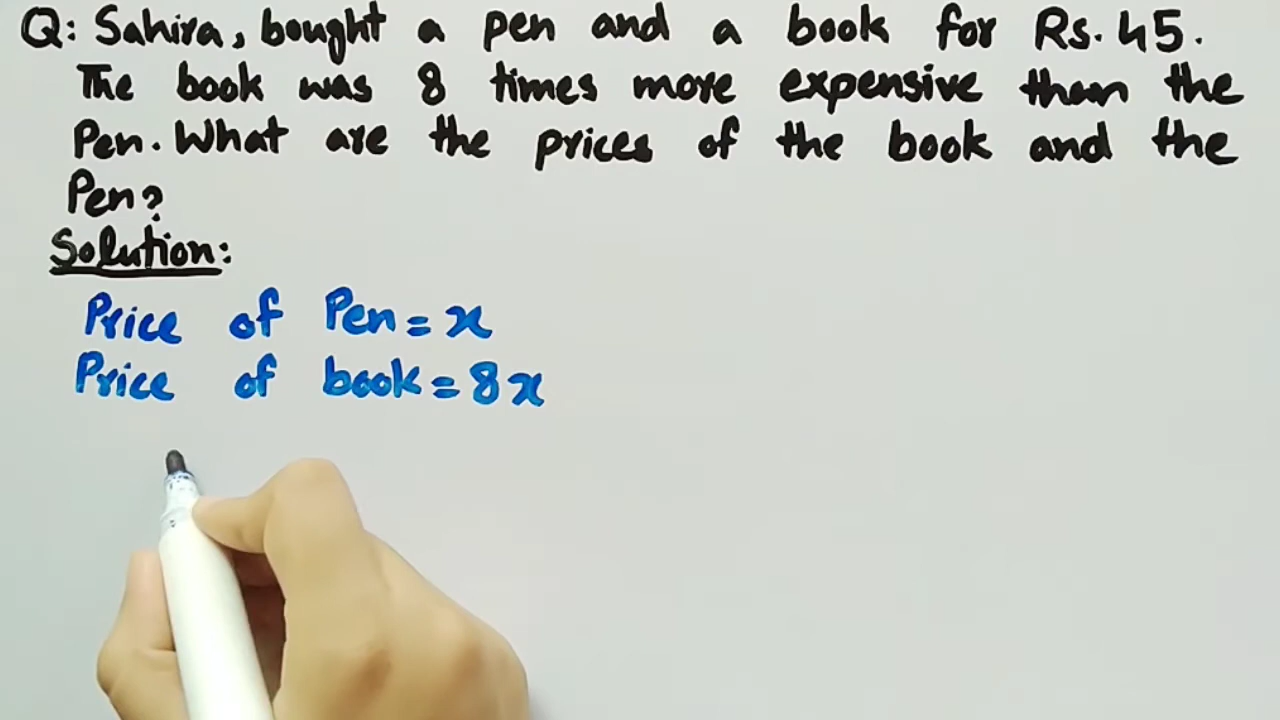 Q: Sahira, bought a pen and a book for Rs. 45.
The book was 8 times more expensive than the
Pen. What are the prices of the book and the
Pen?
Solution:
Price of Pen = x
Price of book = 8x